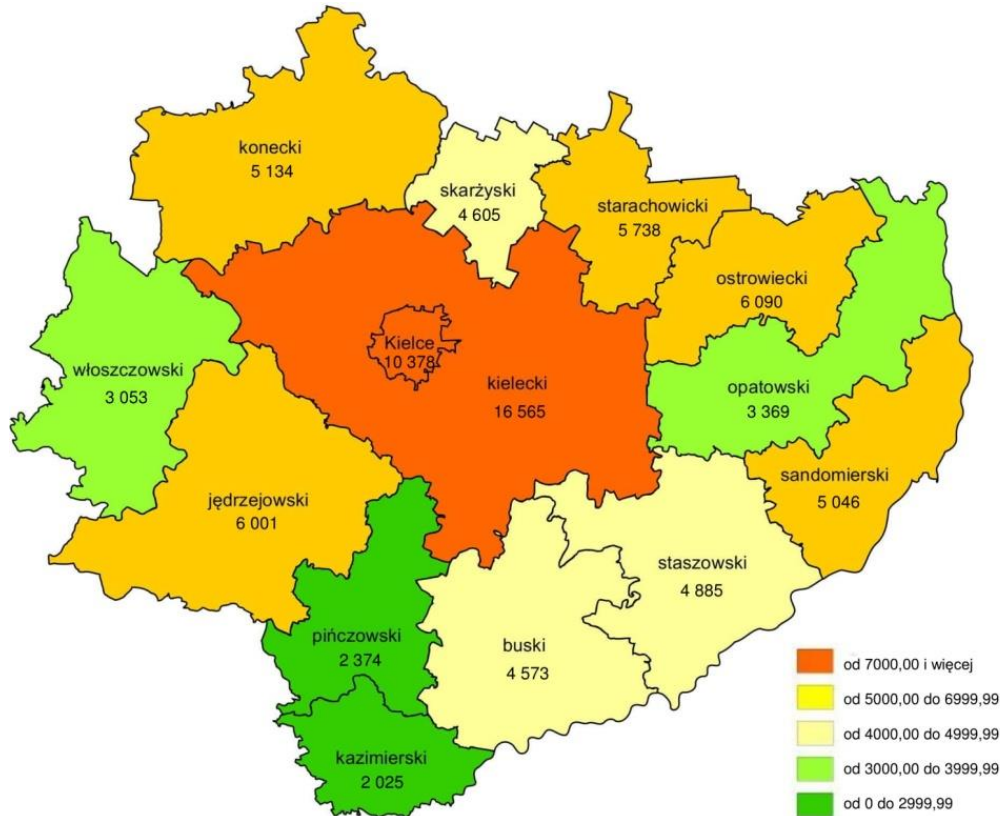 konecki
5 134
skarżyski
4 605
starachowicki
5 738
ostrowiecki
6 090
Kielce
10 378
włoszczowski
3 053
kielecki
16 565
opatowski
3 369
sandomierski
5 046
jędrzejowski
6 001
staszowski
4 885
pińczowski
2 374
buski
4 573
kazimierski
2 025
od 7000,00 i więcej
od 5000,00 do 6999,99
od 4000,00 do 4999,99
od 3000,00 do 3999,99
od 0 do 2999,99